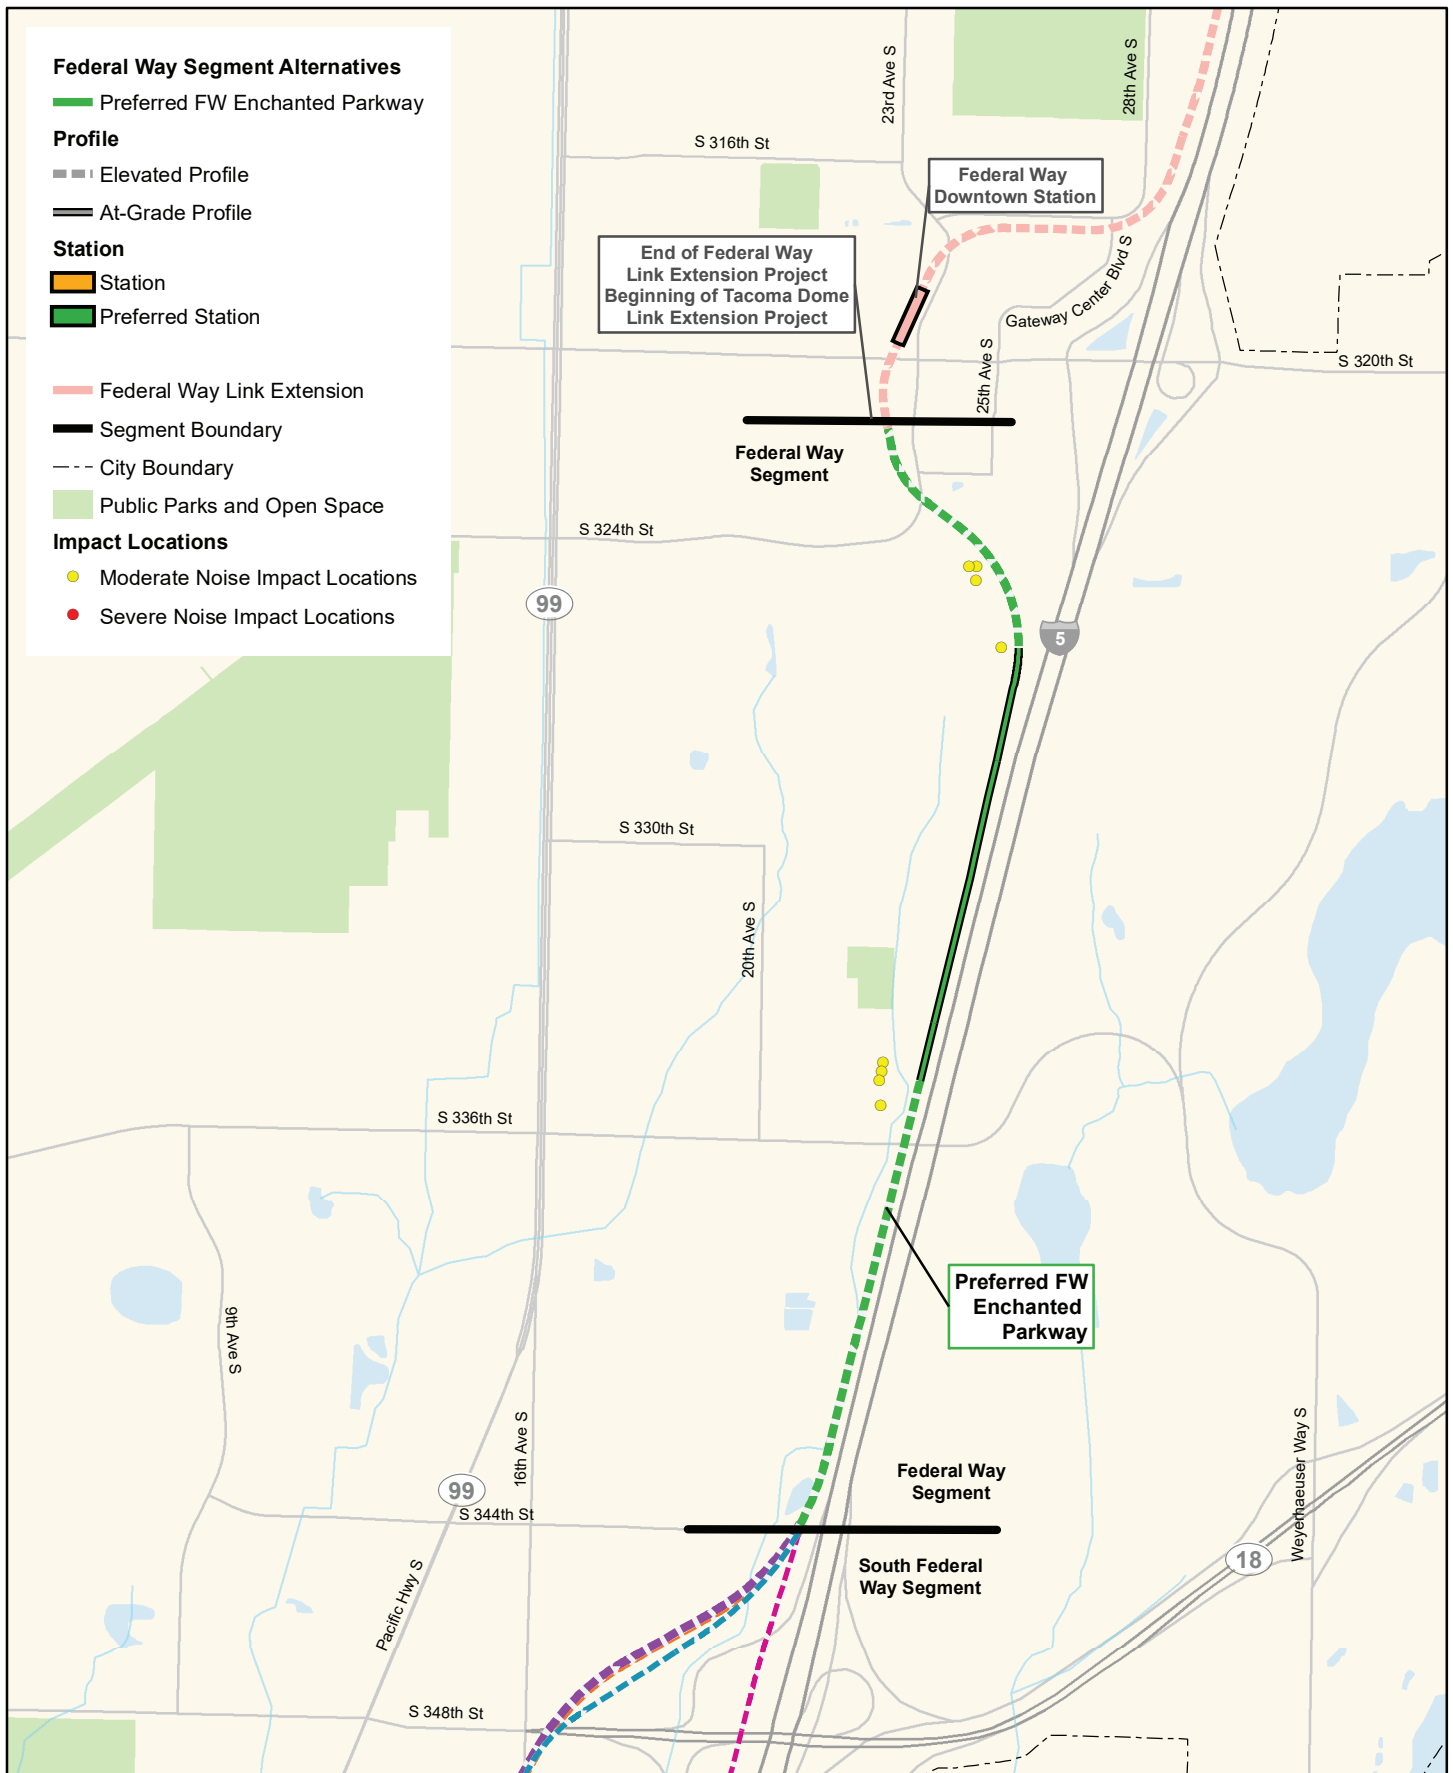 Federal Way Segment Alternatives
Preferred FW Enchanted Parkway
Profile
Elevated Profile
At-Grade Profile
Station
Station
Preferred Station
Federal Way Link Extension
Segment Boundary
City Boundary
Public Parks and Open Space
Impact Locations
Moderate Noise Impact Locations
Severe Noise Impact Locations
23rd Ave S
28th Ave S
S 316th St
Federal Way
Downtown Station
End of Federal Way
Link Extension Project
Beginning of Tacoma Dome
Link Extension Project
Gateway Center Blvd S
25th Ave S
S 320th St
Federal Way
Segment
S 324th St
99
5
S 330th St
20th Ave S
S 336th St
Preferred FW
Enchanted
Parkway
9th Ave S
16th Ave S
Weyerhaeuser Way S
Federal Way
Segment
99
S 344th St
18
South Federal
Way Segment
Pacific Hwy S
S 348th St